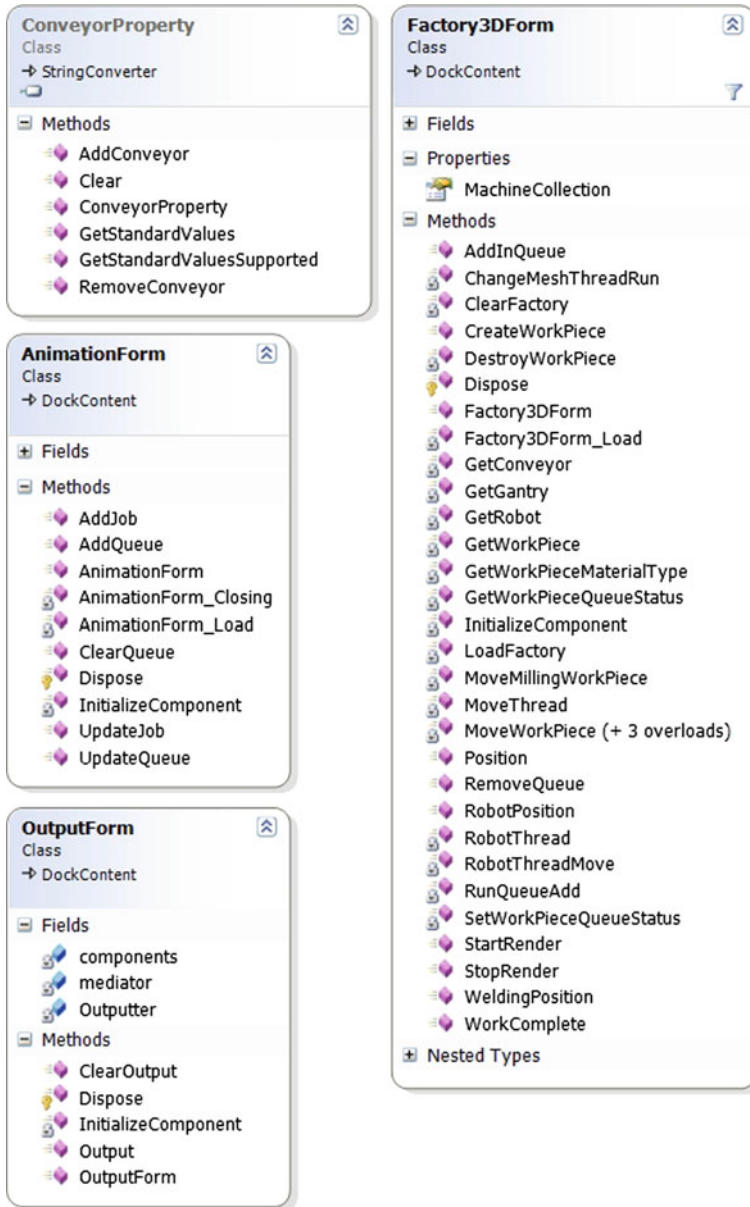 ConveyorProperty
Class
StringConverter
Methods
AddConveyor
Clear
ConveyorProperty
GetStandardValues
GetStandardValuesSupported
RemoveConveyor
AnimationForm
Class
DockContent
Fields
Methods
AddJob
AddQueue
AnimationForm
AnimationForm_Closing
AnimationForm_Load
ClearQueue
Dispose
InitializeComponent
UpdateJob
UpdateQueue
OutputForm
Class
DockContent
Fields
components
mediator
Outputter
Methods
ClearOutput
Dispose
InitializeComponent
Output
OutputForm
Factory3DForm
Class
DockContent
Fields
Properties
MachineCollection
Methods
AddInQueue
ChangeMeshThreadRun
ClearFactory
CreateWorkPiece
DestroyWorkPiece
Dispose
Factory3DForm
Factory3DForm_Load
GetConveyor
GetGantry
GetRobot
GetWorkPiece
GetWorkPieceMaterialType
GetWorkPieceQueueStatus
InitializeComponent
LoadFactory
MoveMillingWorkPiece
MoveThread
MoveWorkPiece (+ 3 overloads)
Position
RemoveQueue
RobotPosition
RobotThread
RobotThreadMove
RunQueueAdd
SetWorkPieceQueueStatus
StartRender
StopRender
WeldingPosition
WorkComplete
Nested Types